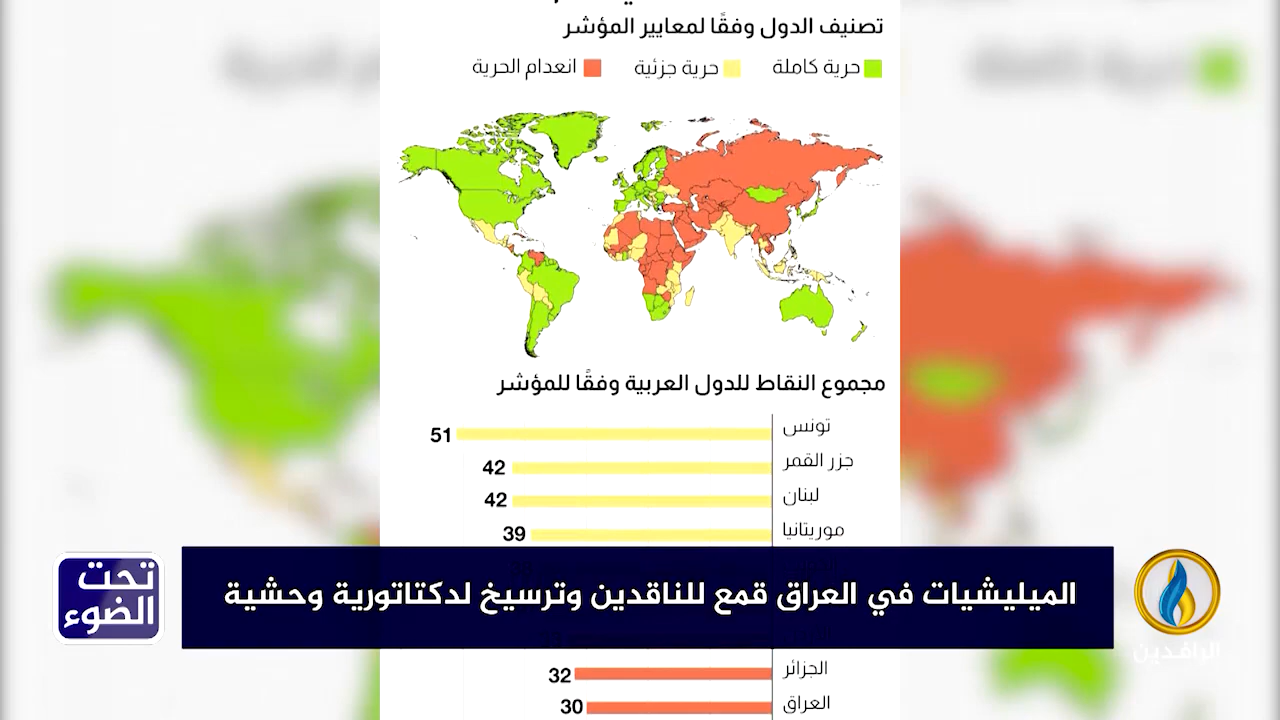 تصنيف الدول وفقًا لمعايير المؤشر
حرية كاملة
حرية جزئية
انعدام الحرية
مجموع النقاط للدول العربية وفقًا للمؤشر
تونس 51
جزر القمر 42
لبنان 42
موريتانيا 39
الميليشيات في العراق قمع للناقدين وترسيخ لدكتاتورية وحشية
تحت
الضوء
الرافدين
الجزائر 32
العراق 30